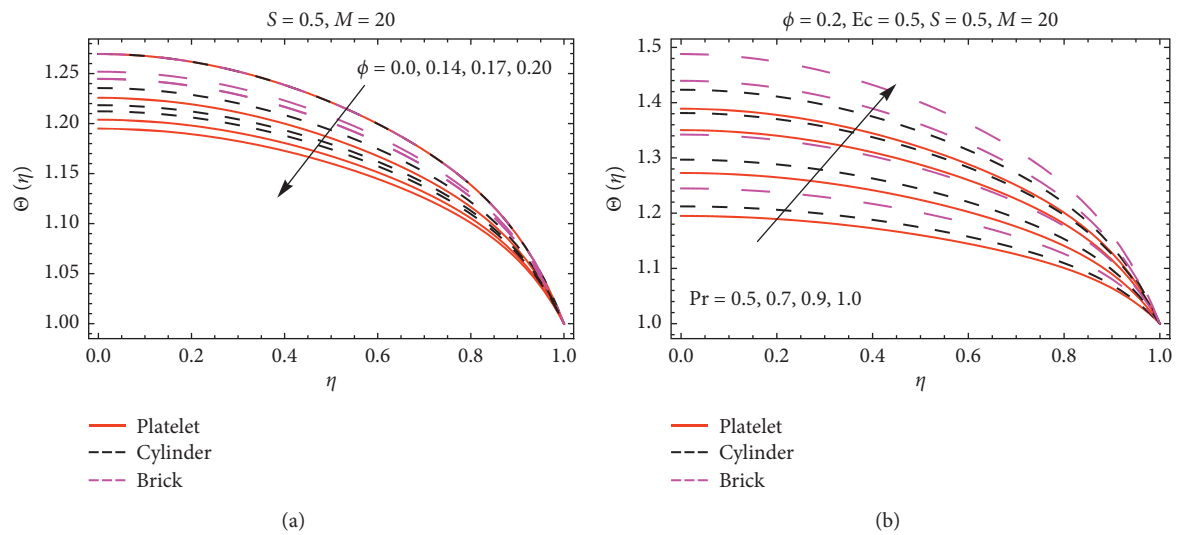 S = 0.5, M = 20
ϕ = 0.0, 0.14, 0.17, 0.20
1.25
1.20
1.15
1.10
1.05
1.00
Θ (η)
0.0 0.2 0.4 0.6 0.8 1.0
η
Platelet
Cylinder
Brick
(a)
ϕ = 0.2, Ec = 0.5, S = 0.5, M = 20
1.5
1.4
1.3
1.2
1.1
1.0
Θ (η)
Pr = 0.5, 0.7, 0.9, 1.0
0.0 0.2 0.4 0.6 0.8 1.0
η
Platelet
Cylinder
Brick
(b)